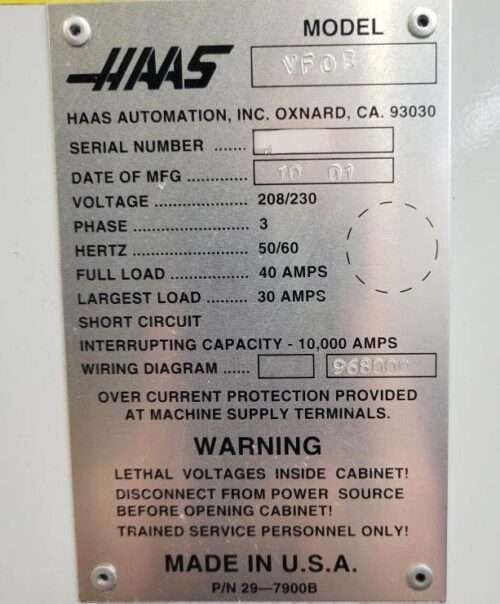 MODEL
HAAS VF0E
HAAS AUTOMATION, INC. OXNARD, CA. 93030
SERIAL NUMBER .......
DATE OF MFG .............. 10 01
VOLTAGE ..................... 208/230
PHASE ......................... 3
HERTZ ......................... 50/60
FULL LOAD .................. 40 AMPS
LARGEST LOAD .......... 30 AMPS
SHORT CIRCUIT
INTERRUPTING CAPACITY - 10,000 AMPS
WIRING DIAGRAM ...... 968000
OVER CURRENT PROTECTION PROVIDED
AT MACHINE SUPPLY TERMINALS.
WARNING
LETHAL VOLTAGES INSIDE CABINET!
DISCONNECT FROM POWER SOURCE
BEFORE OPENING CABINET!
TRAINED SERVICE PERSONNEL ONLY!
MADE IN U.S.A.
P/N 29—7900B